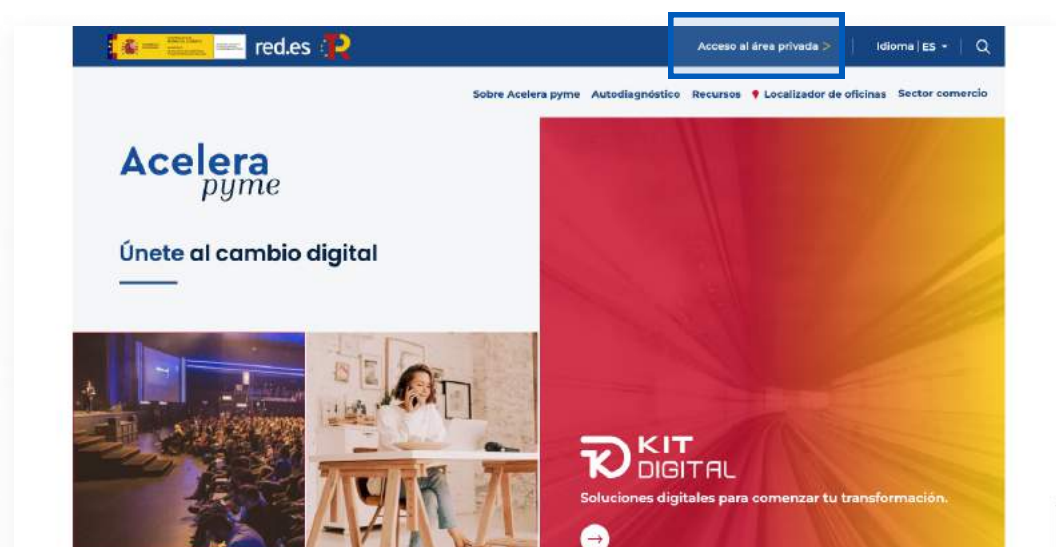 red.es
Acceso al área privada >
Idioma | ES
Sobre Acelera pyme Autodiagnóstico Recursos Localizador de oficinas Sector comercio
Acelera
pyme
Únete al cambio digital
KIT
DIGITAL
Soluciones digitales para comenzar tu transformación.